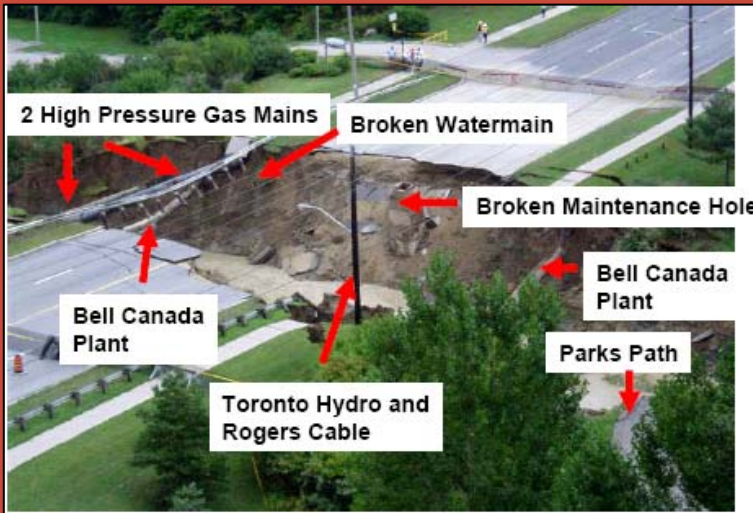 2 High Pressure Gas Mains
Broken Watermain
Broken Maintenance Hole
Bell Canada
Plant
Bell Canada
Plant
Parks Path
Toronto Hydro and
Rogers Cable